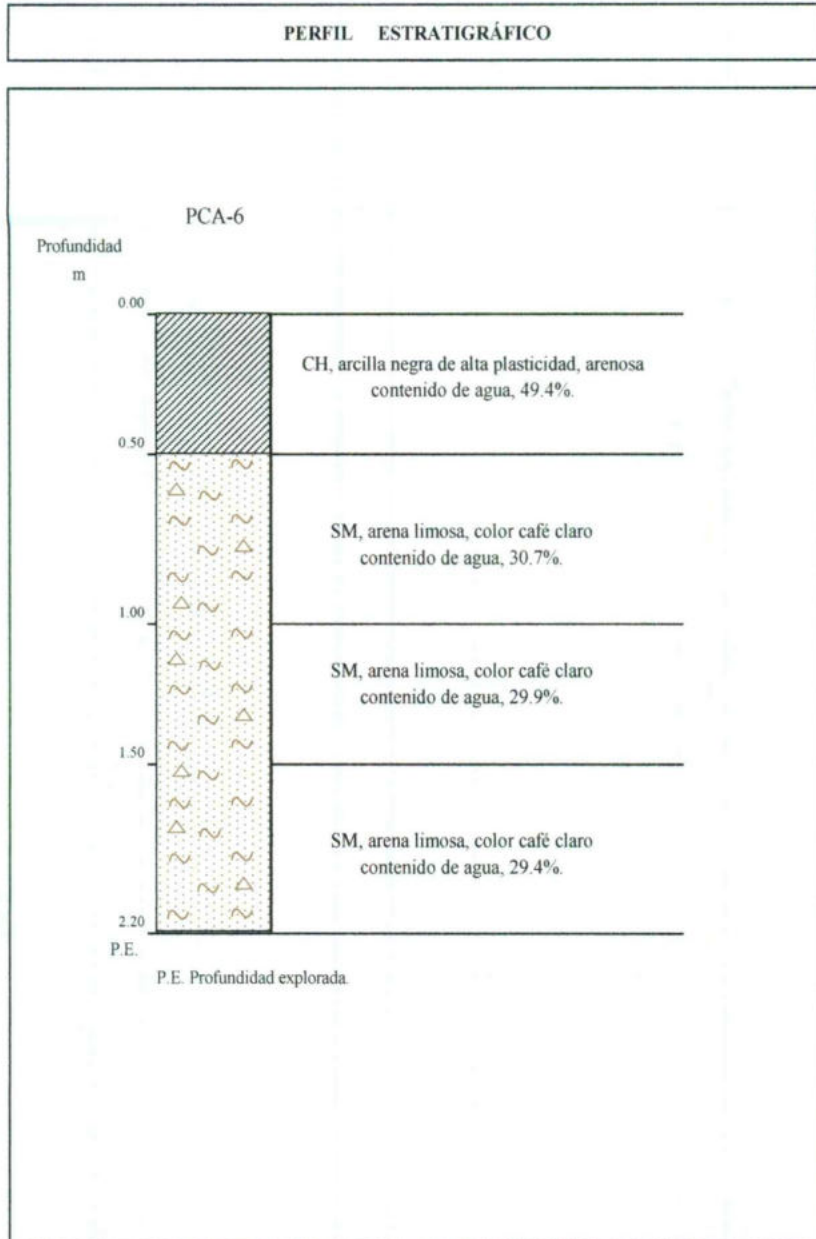 PERFIL ESTRATIGRÁFICO
PCA-6
Profundidad
m
0.00
CH, arcilla negra de alta plasticidad, arenosa
contenido de agua, 49.4%.
0.50
SM, arena limosa, color café claro
contenido de agua, 30.7%.
1.00
SM, arena limosa, color café claro
contenido de agua, 29.9%.
1.50
SM, arena limosa, color café claro
contenido de agua, 29.4%.
2.20
P.E.
P.E. Profundidad explorada.